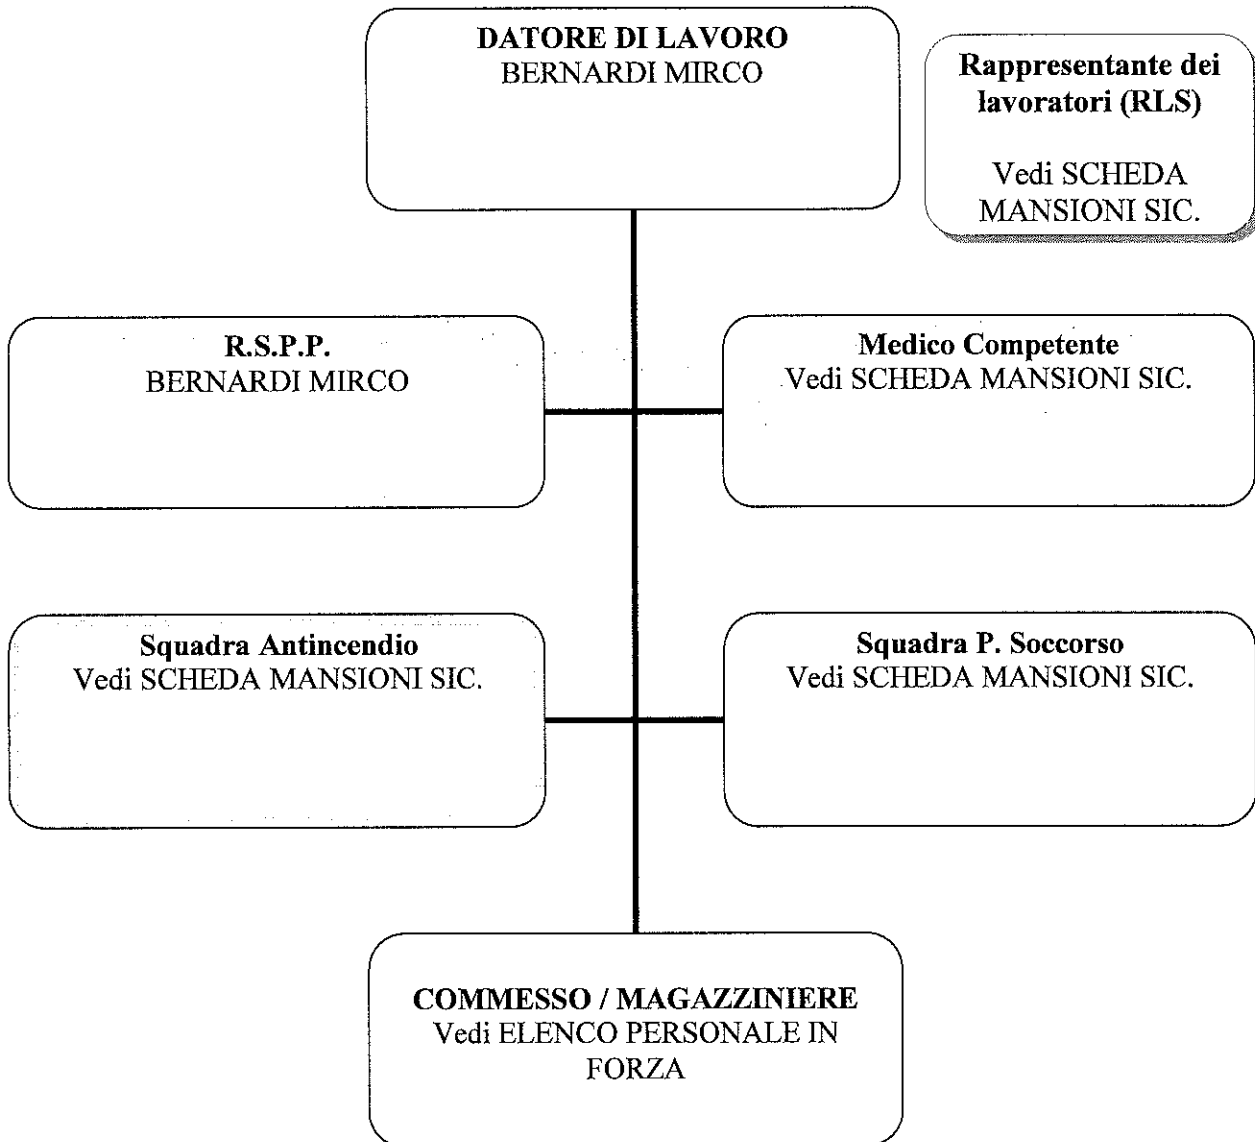 DATORE DI LAVORO
BERNARDI MIRCO
Rappresentante dei
lavoratori (RLS)
Vedi SCHEDA
MANSIONI SIC.
R.S.P.P.
BERNARDI MIRCO
Medico Competente
Vedi SCHEDA MANSIONI SIC.
Squadra Antincendio
Vedi SCHEDA MANSIONI SIC.
Squadra P. Soccorso
Vedi SCHEDA MANSIONI SIC.
COMMESSO / MAGAZZINIERE
Vedi ELENCO PERSONALE IN
FORZA